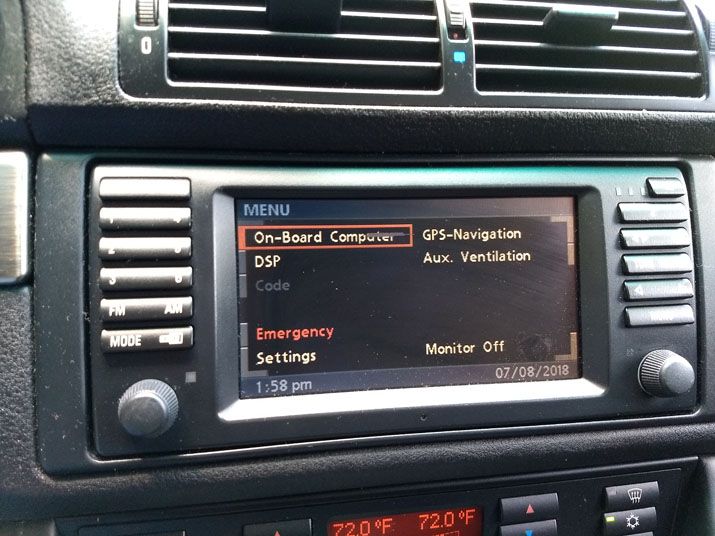 0
MENU
On-Board Computer GPS-Navigation
DSP Aux. Ventilation
Code
Emergency
Settings Monitor Off
1:58 pm 07/08/2018
FM AM
MODE
72.0°F 72.0°F